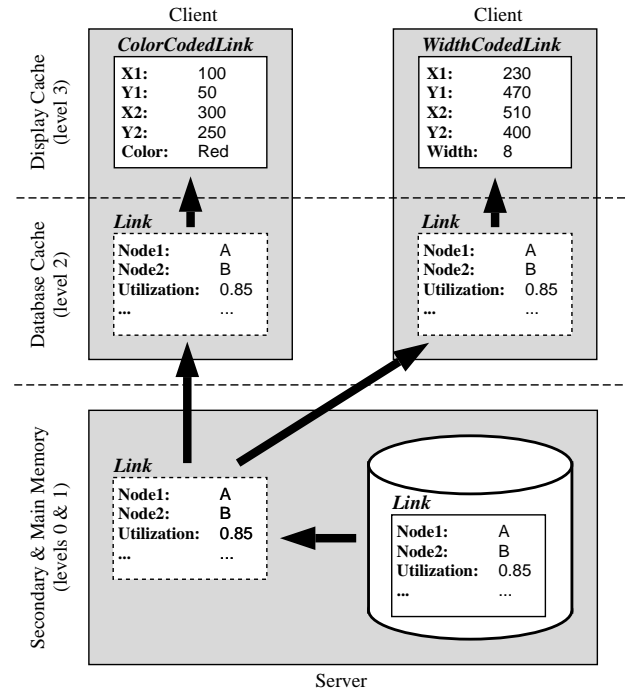 Client
Client
Display Cache
(level 3)
ColorCodedLink
X1: 100
Y1: 50
X2: 300
Y2: 250
Color: Red
WidthCodedLink
X1: 230
Y1: 470
X2: 510
Y2: 400
Width: 8
Database Cache
(level 2)
Link
Node1: A
Node2: B
Utilization: 0.85
... ...
Link
Node1: A
Node2: B
Utilization: 0.85
... ...
Secondary & Main Memory
(levels 0 & 1)
Link
Node1: A
Node2: B
Utilization: 0.85
... ...
Link
Node1: A
Node2: B
Utilization: 0.85
... ...
Server